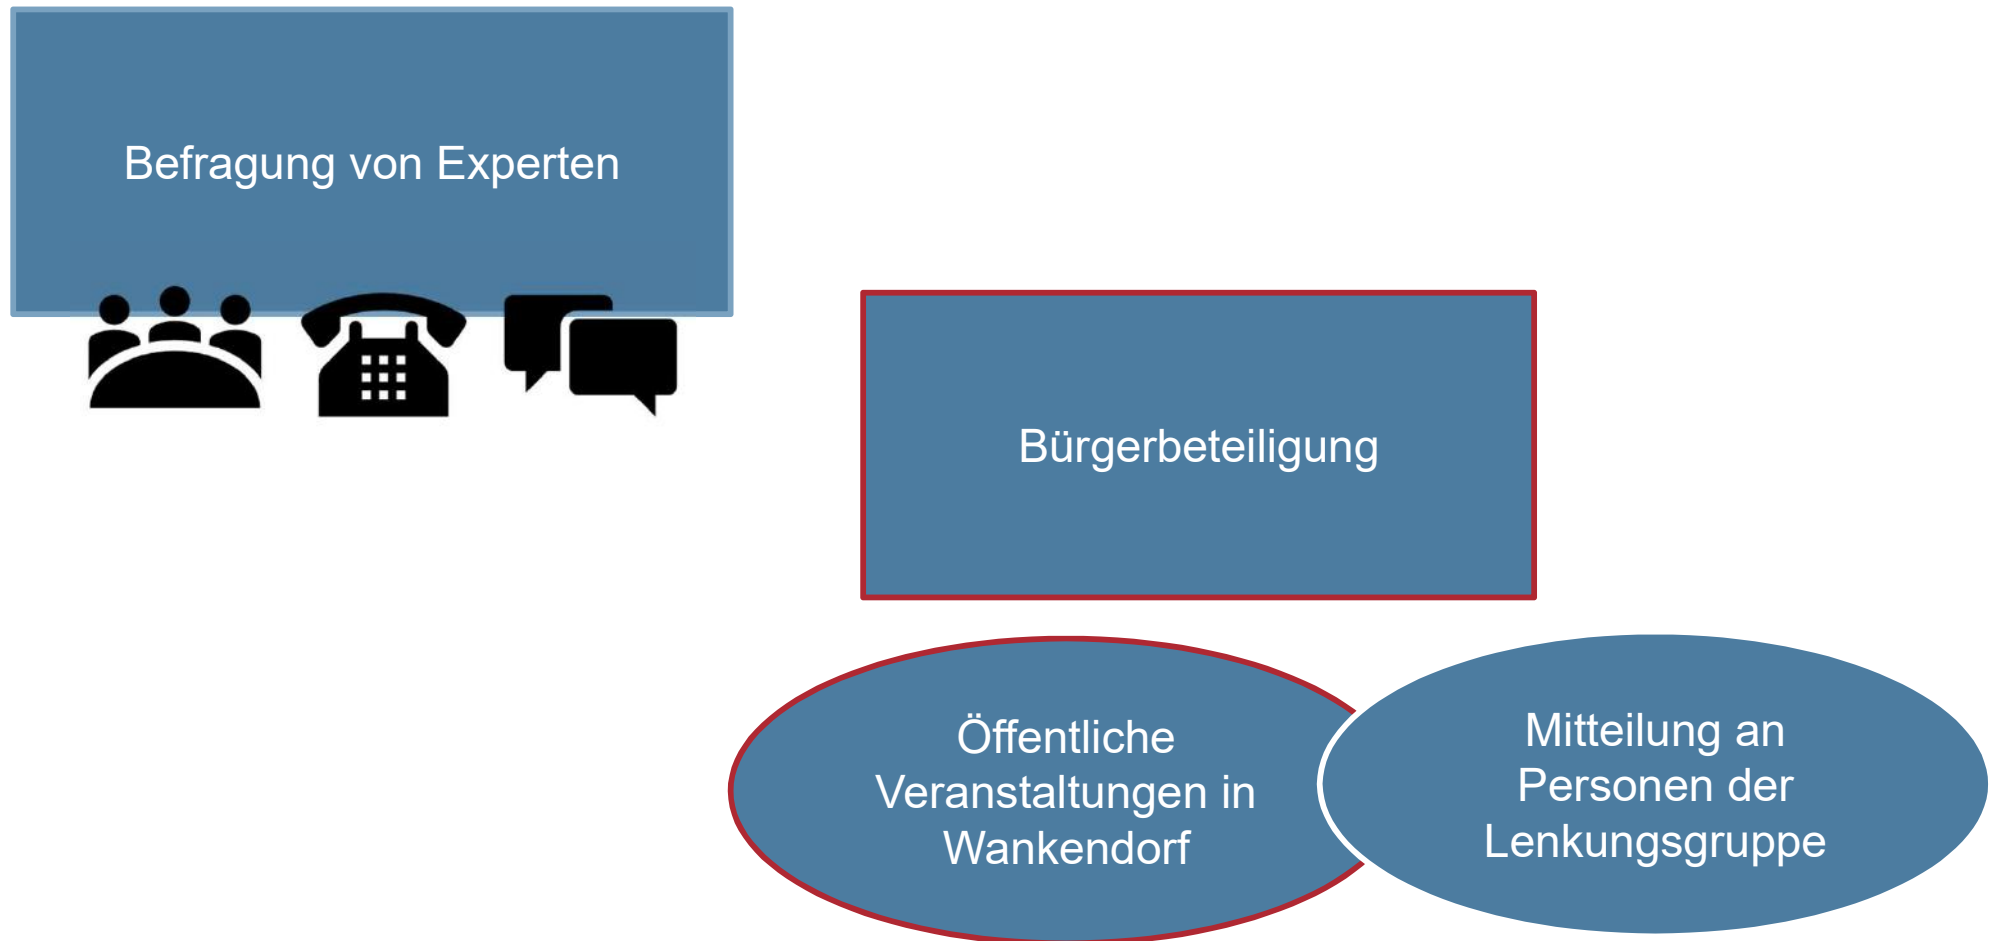 Befragung von Experten
Bürgerbeteiligung
Öffentliche
Veranstaltungen in
Wankendorf
Mitteilung an
Personen der
Lenkungsgruppe